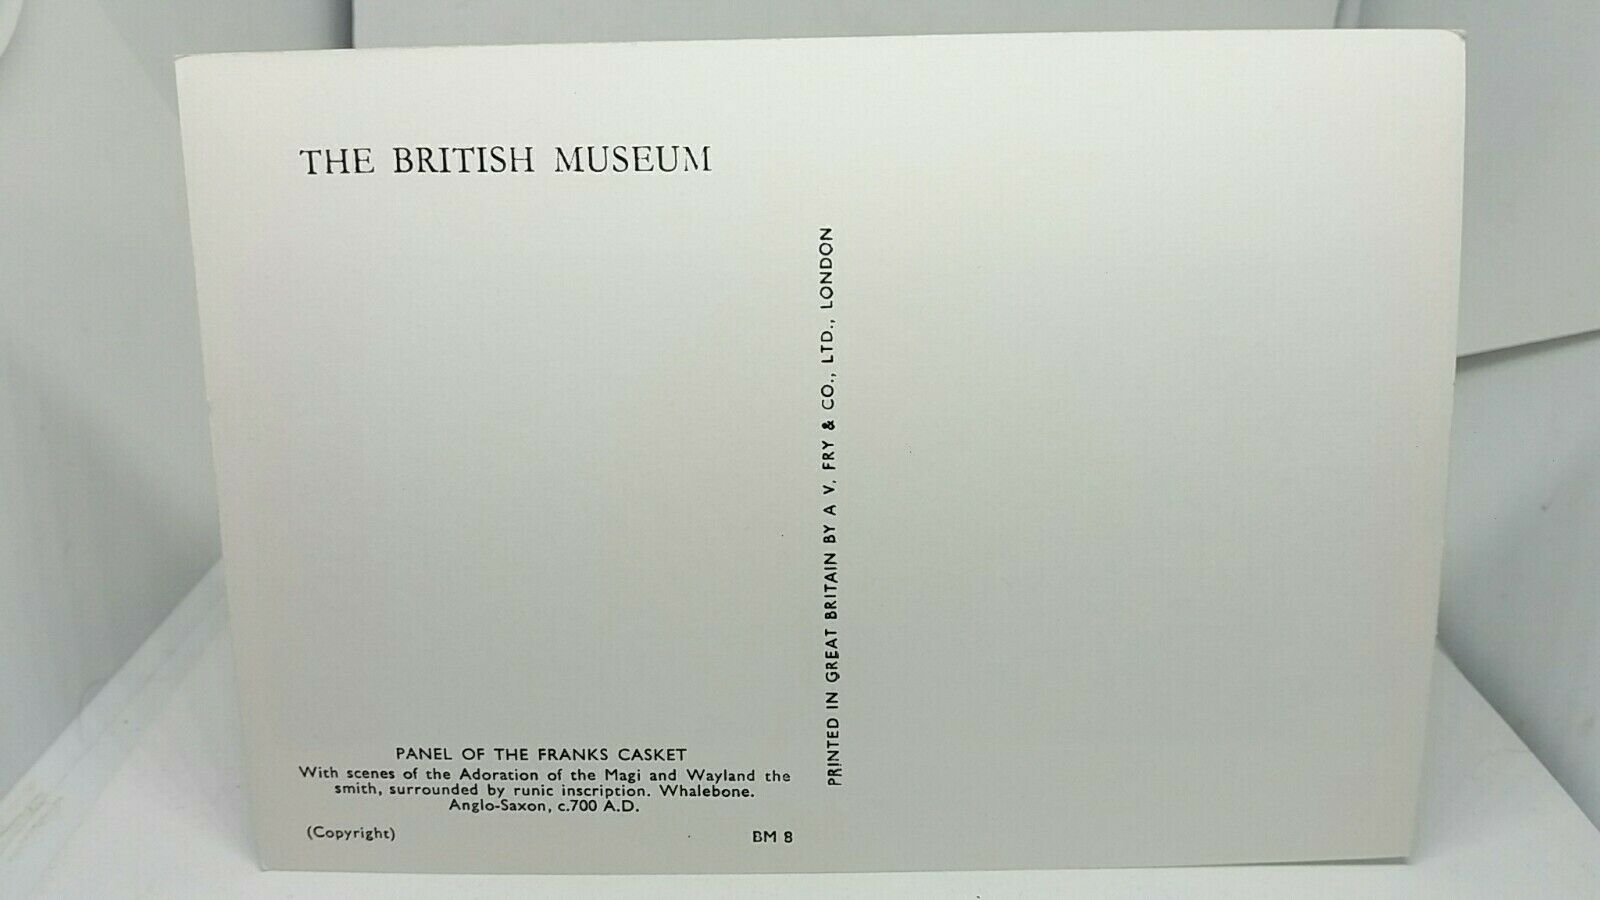 THE BRITISH MUSEUM
PRINTED IN GREAT BRITAIN BY A V. FRY & CO., LTD., LONDON
PANEL OF THE FRANKS CASKET
With scenes of the Adoration of the Magi and Wayland the
smith, surrounded by runic inscription. Whalebone.
Anglo-Saxon, c.700 A.D.
(Copyright)
BM 8